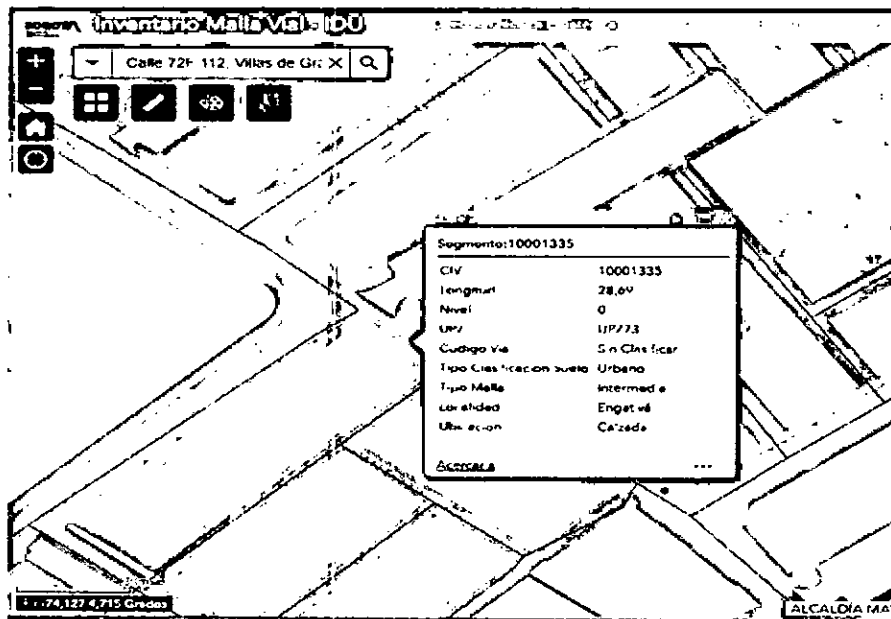 Inventario Malla Vial - IDU
Calle 72F 112, Villas de Gra
Segmento:10001335
CIV 10001335
Longitud 28,69
Nivel 0
UPZ UPZ73
Codigo Via Sin Clasificar
Tipo Clasificacion Suelo Urbano
Tipo Malla Intermedia
Localidad Engativá
Ubicacion Calzada
Acercar a
-74,127 4,715 Grados
ALCALDIA MA